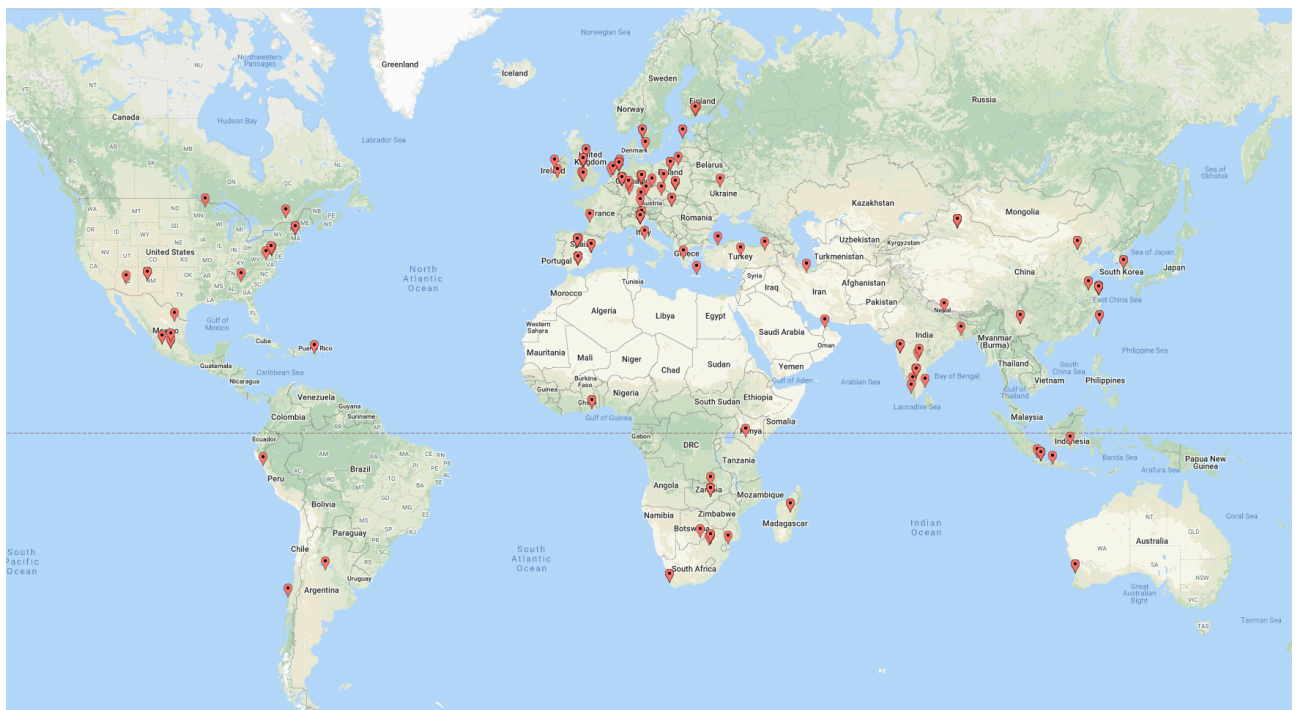 Norwegian Sea
Greenland
Iceland
Northwestern
Passages
NU
NT
YT
Sweden
Finland
Norway
Russia
Canada
Hudson Bay
Labrador Sea
AB
MB
BC
SK
ON
QC
NB
PE
NS
United
Kingdom
Ireland
Denmark
Poland
Belarus
Ukraine
Austria
France
Romania
Italy
Spain
Portugal
Greece
Turkey
Kazakhstan
Mongolia
Sea of
Okhotsk
Uzbekistan
Kyrgyzstan
Turkmenistan
Sea of Japan
South Korea
Japan
China
East China Sea
WA
MT
ND
MN
OR
ID
WY
SD
WI
MI
NY
ME
MA
NV
UT
CO
NE
IA
IL
IN
OH
DE
CA
United States
KS
MO
KY
WV
VA
NM
OK
AR
NC
SC
TX
LA
MS
AL
GA
FL
North
Atlantic
Ocean
Syria
Iraq
Iran
Afghanistan
Pakistan
Nepal
India
Tunisia
Morocco
Algeria
Libya
Egypt
Western
Sahara
Saudi Arabia
Oman
Myanmar
(Burma)
Thailand
Vietnam
Philippines
Philippine Sea
South
China Sea
Gulf of
Thailand
Bay of Bengal
Arabian Sea
Laccadive Sea
Gulf of
Mexico
Mexico
Cuba
Puerto Rico
Guatemala
Caribbean Sea
Nicaragua
Mauritania
Mali
Niger
Chad
Sudan
Yemen
Gulf of Aden
Burkina
Faso
Guinea
Ghana
Nigeria
South Sudan
Ethiopia
Somalia
Gulf of Guinea
Gabon
DRC
Kenya
Tanzania
Malaysia
Indonesia
Banda Sea
Arafura Sea
Papua New
Guinea
Venezuela
Guyana
Colombia
Suriname
RR
AP
Ecuador
AM
PA
MA
CE
RN
PB
PE
AL
SE
PI
TO
BA
AC
RO
MT
GO
Peru
Brazil
Bolivia
MG
ES
MS
SP
RJ
PR
SC
RS
Paraguay
Chile
Uruguay
Argentina
Angola
Zambia
Mozambique
Zimbabwe
Namibia
Botswana
Madagascar
South Africa
South
Pacific
Ocean
South
Atlantic
Ocean
Indian
Ocean
NT
QLD
WA
Australia
SA
NSW
VIC
TAS
Great
Australian
Bight
Coral Sea
Tasman Sea